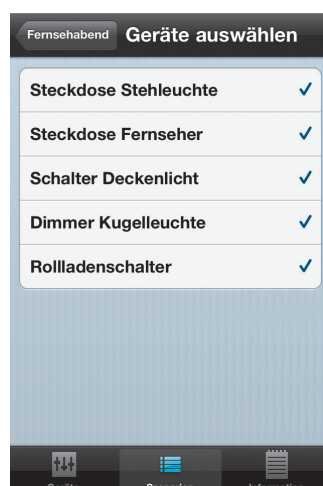 Fernsehabend
Geräte auswählen
Steckdose Stehleuchte
Steckdose Fernseher
Schalter Deckenlicht
Dimmer Kugelleuchte
Rollladenschalter